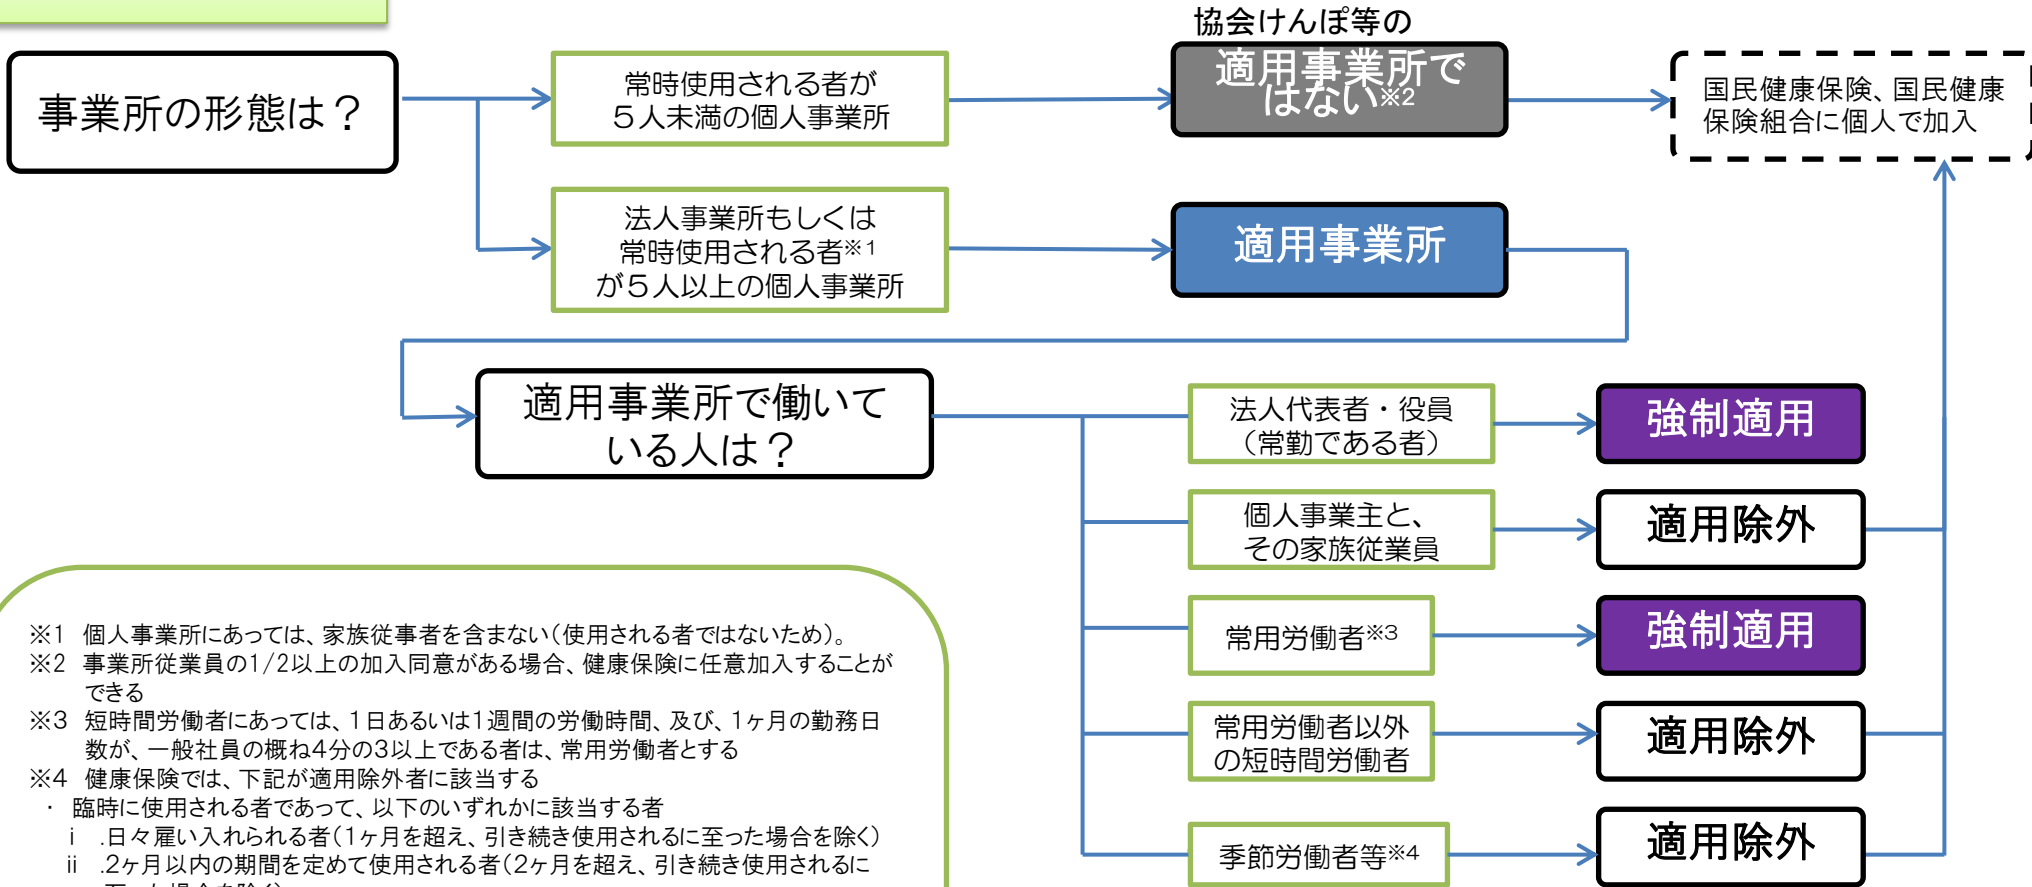 協会けんぽ等の
事業所の形態は？
常時使用される者が
５人未満の個人事業所
適用事業所で
はない※2
国民健康保険、国民健康
保険組合に個人で加入
法人事業所もしくは
常時使用される者※1
が５人以上の個人事業所
適用事業所
適用事業所で働いて
いる人は？
法人代表者・役員
（常勤である者）
強制適用
個人事業主と、
その家族従業員
適用除外
常用労働者※3
強制適用
常用労働者以外
の短時間労働者
適用除外
季節労働者等※4
適用除外
※1 個人事業所にあっては、家族従事者を含まない（使用される者ではないため）。
※2 事業所従業員の1/2以上の加入同意がある場合、健康保険に任意加入することが
できる
※3 短時間労働者にあっては、1日あるいは1週間の労働時間、及び、1ヶ月の勤務日
数が、一般社員の概ね4分の3以上である者は、常用労働者とする
※4 健康保険では、下記が適用除外者に該当する
・ 臨時に使用される者であって、以下のいずれかに該当する者
ⅰ .日々雇い入れられる者（1ヶ月を超え、引き続き使用されるに至った場合を除く）
ⅱ .2ヶ月以内の期間を定めて使用される者（2ヶ月を超え、引き続き使用されるに